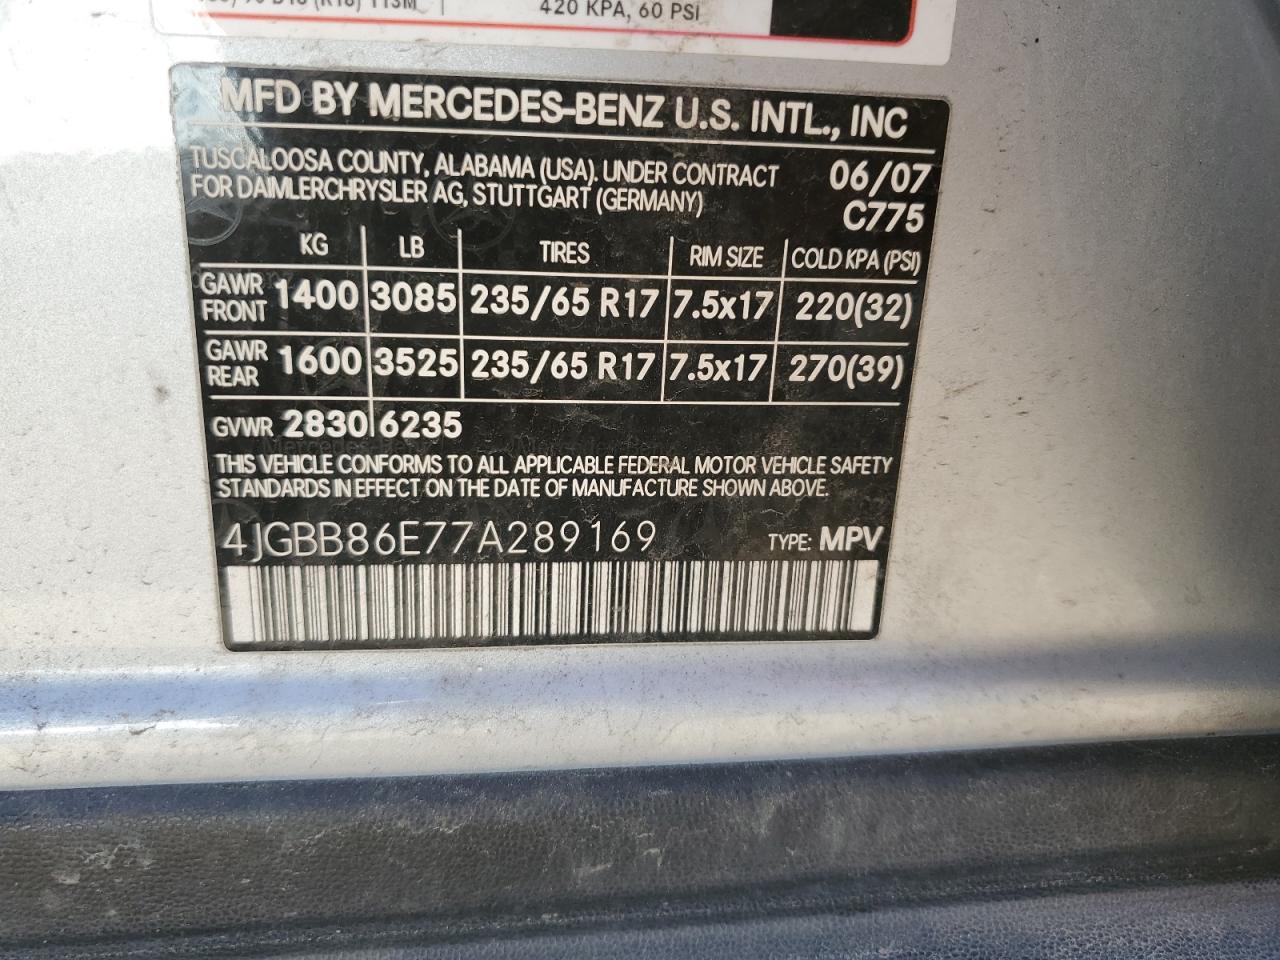 420 KPA, 60 PSI
MFD BY MERCEDES-BENZ U.S. INTL., INC
TUSCALOOSA COUNTY, ALABAMA (USA). UNDER CONTRACT 06/07
FOR DAIMLERCHRYSLER AG, STUTTGART (GERMANY) C775
KG LB TIRES RIM SIZE COLD KPA (PSI)
GAWR FRONT 1400 3085 235/65 R17 7.5x17 220(32)
GAWR REAR 1600 3525 235/65 R17 7.5x17 270(39)
GVWR 2830 6235
THIS VEHICLE CONFORMS TO ALL APPLICABLE FEDERAL MOTOR VEHICLE SAFETY
STANDARDS IN EFFECT ON THE DATE OF MANUFACTURE SHOWN ABOVE.
4JGBB86E77A289169 TYPE: MPV